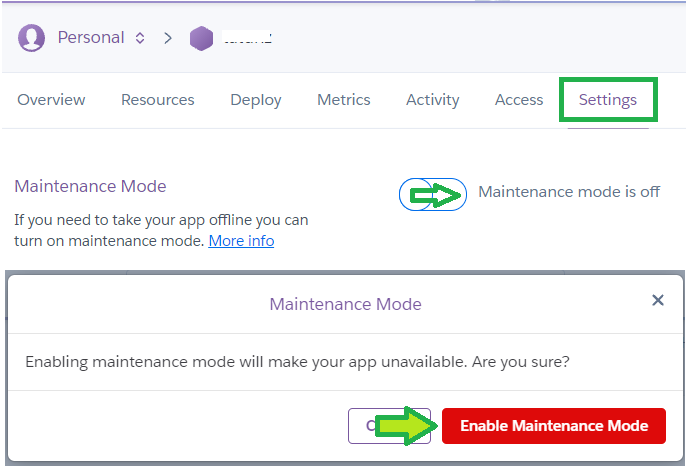 Personal
Overview Resources Deploy Metrics Activity Access Settings
Maintenance Mode
Maintenance mode is off
If you need to take your app offline you can
turn on maintenance mode. More info
Maintenance Mode
Enabling maintenance mode will make your app unavailable. Are you sure?
Enable Maintenance Mode